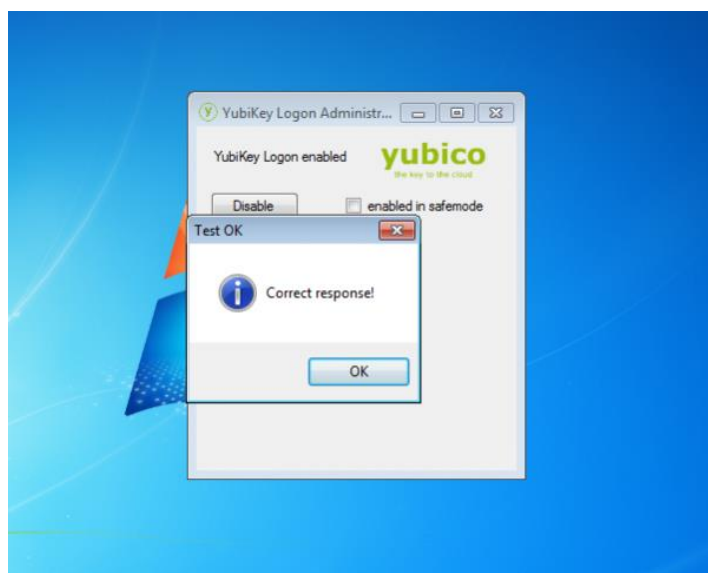 YubiKey Logon Administr...
YubiKey Logon enabled
yubico
the key to the cloud
Disable
enabled in safemode
Test OK
Correct response!
OK